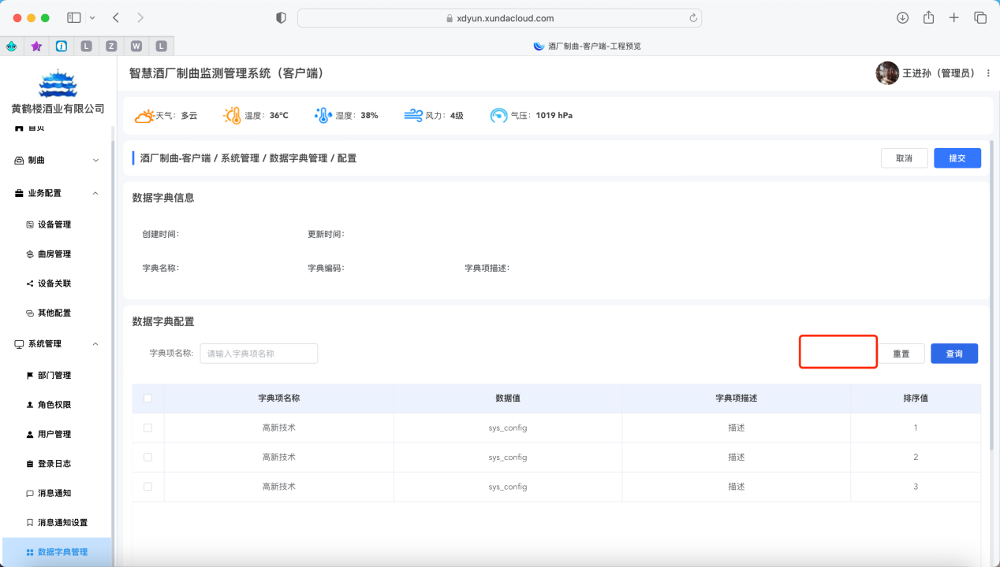 xdyun.xundacloud.com
L Z W L
酒厂制曲-客户端-工程预览
黄鹤楼酒业有限公司
智慧酒厂制曲监测管理系统（客户端）
王进孙（管理员）
天气： 多云
温度： 36℃
湿度： 38%
风力： 4级
气压： 1019 hPa
首页
制曲
业务配置
设备管理
曲房管理
设备关联
其他配置
系统管理
部门管理
角色权限
用户管理
登录日志
消息通知
消息通知设置
数据字典管理
酒厂制曲-客户端 / 系统管理 / 数据字典管理 / 配置
取消
提交
数据字典信息
创建时间： 更新时间：
字典名称： 字典编码： 字典项描述：
数据字典配置
字典项名称: 请输入字典项名称
重置
查询
字典项名称 数据值 字典项描述 排序值
高新技术 sys_config 描述 1
高新技术 sys_config 描述 2
高新技术 sys_config 描述 3